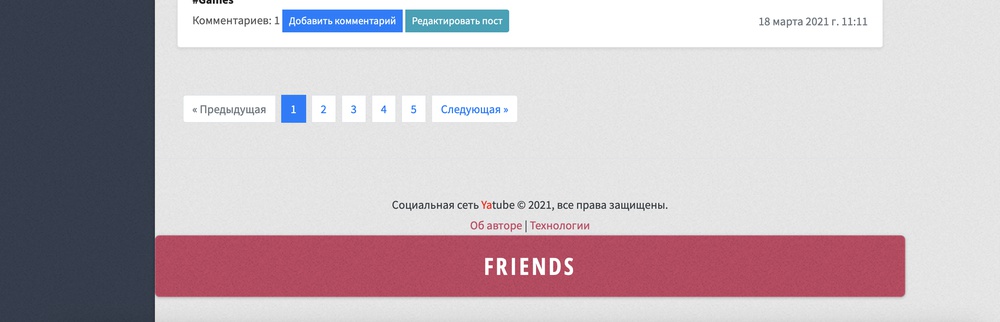 #Games
Комментариев: 1 Добавить комментарий Редактировать пост 18 марта 2021 г. 11:11
« Предыдущая 1 2 3 4 5 Следующая »
Социальная сеть Yatube © 2021, все права защищены.
Об авторе | Технологии
FRIENDS